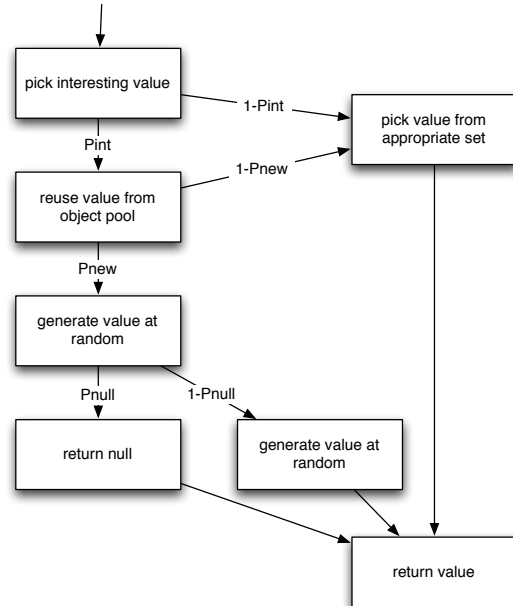 pick interesting value
1-Pint
pick value from
appropriate set
Pint
1-Pnew
reuse value from
object pool
Pnew
generate value at
random
Pnull
1-Pnull
return null
generate value at
random
return value